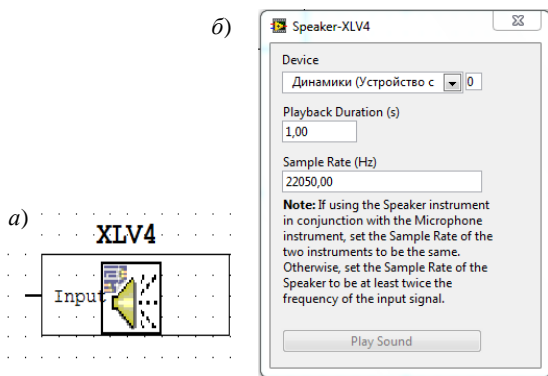 б)
Speaker-XLV4
Device
Динамики (Устройство с
0
Playback Duration (s)
1,00
Sample Rate (Hz)
22050,00
Note: If using the Speaker instrument
in conjunction with the Microphone
instrument, set the Sample Rate of the
two instruments to be the same.
Otherwise, set the Sample Rate of the
Speaker to be at least twice the
frequency of the input signal.
Play Sound
а)
XLV4
Input